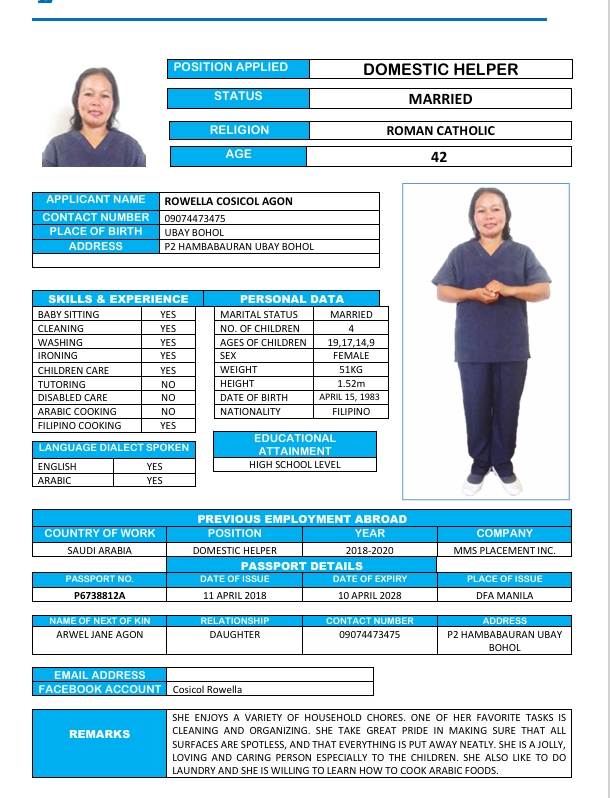 POSITION APPLIED DOMESTIC HELPER
STATUS MARRIED
RELIGION ROMAN CATHOLIC
AGE 42
APPLICANT NAME ROWELLA COSICOL AGON
CONTACT NUMBER 09074473475
PLACE OF BIRTH UBAY BOHOL
ADDRESS P2 HAMBABAURAN UBAY BOHOL
SKILLS & EXPERIENCE PERSONAL DATA
BABY SITTING YES MARITAL STATUS MARRIED
CLEANING YES NO. OF CHILDREN 4
WASHING YES AGES OF CHILDREN 19,17,14,9
IRONING YES SEX FEMALE
CHILDREN CARE YES WEIGHT 51KG
TUTORING NO HEIGHT 1.52m
DISABLED CARE NO DATE OF BIRTH APRIL 15, 1983
ARABIC COOKING NO NATIONALITY FILIPINO
FILIPINO COOKING YES
LANGUAGE DIALECT SPOKEN
ENGLISH YES
ARABIC YES
EDUCATIONAL
ATTAINMENT
HIGH SCHOOL LEVEL
PREVIOUS EMPLOYMENT ABROAD
COUNTRY OF WORK POSITION YEAR COMPANY
SAUDI ARABIA DOMESTIC HELPER 2018-2020 MMS PLACEMENT INC.
PASSPORT DETAILS
PASSPORT NO. DATE OF ISSUE DATE OF EXPIRY PLACE OF ISSUE
P6738812A 11 APRIL 2018 10 APRIL 2028 DFA MANILA
NAME OF NEXT OF KIN RELATIONSHIP CONTACT NUMBER ADDRESS
ARWEL JANE AGON DAUGHTER 09074473475 P2 HAMBABAURAN UBAY
BOHOL
EMAIL ADDRESS
FACEBOOK ACCOUNT Cosicol Rowella
REMARKS
SHE ENJOYS A VARIETY OF HOUSEHOLD CHORES. ONE OF HER FAVORITE TASKS IS
CLEANING AND ORGANIZING. SHE TAKE GREAT PRIDE IN MAKING SURE THAT ALL
SURFACES ARE SPOTLESS, AND THAT EVERYTHING IS PUT AWAY NEATLY. SHE IS A JOLLY,
LOVING AND CARING PERSON ESPECIALLY TO THE CHILDREN. SHE ALSO LIKE TO DO
LAUNDRY AND SHE IS WILLING TO LEARN HOW TO COOK ARABIC FOODS.